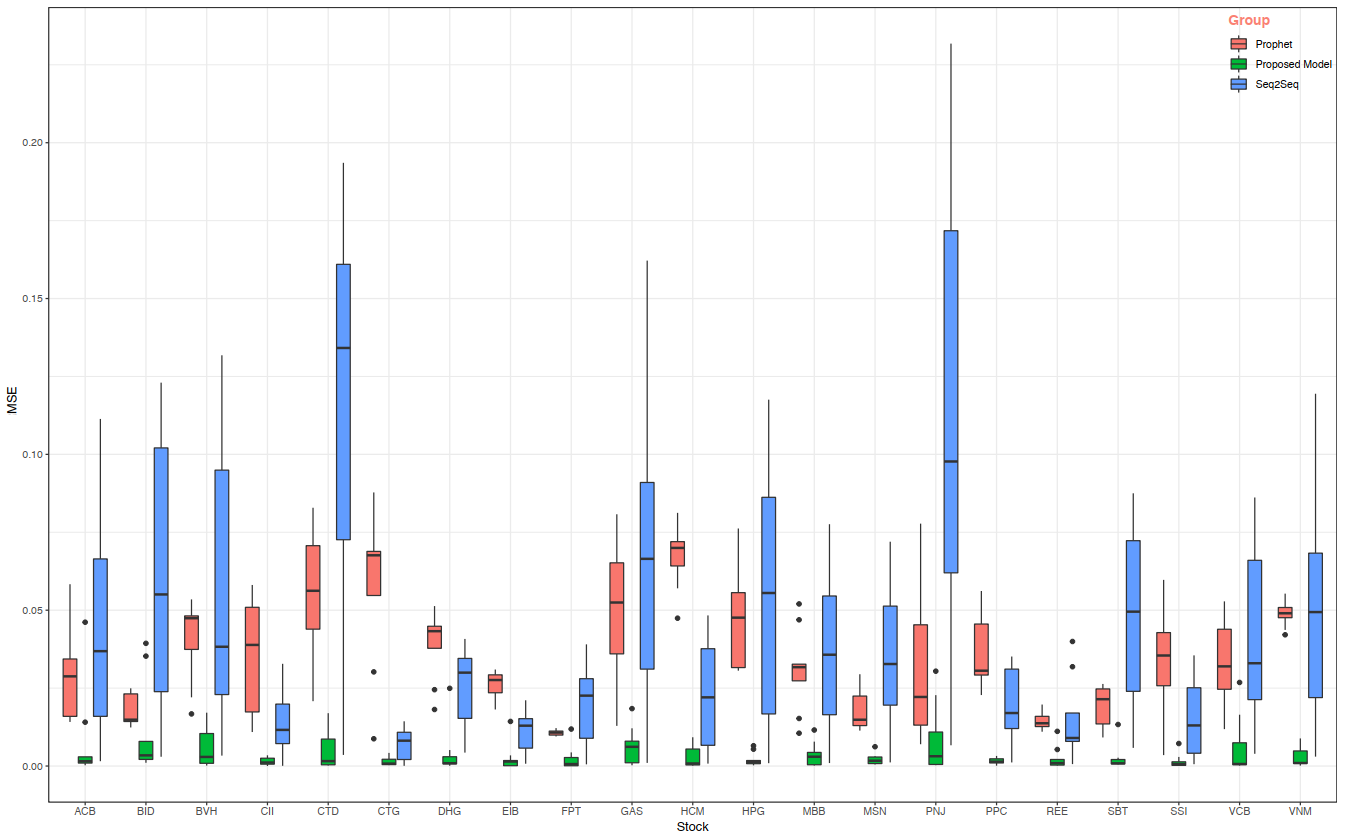 Group
Prophet
Proposed Model
Seq2Seq
MSE
0.20
0.15
0.10
0.05
0.00
ACB BID BVH CII CTD CTG DHG EIB FPT GAS HCM HPG MBB MSN PNJ PPC REE SBT SSI VCB VNM
Stock